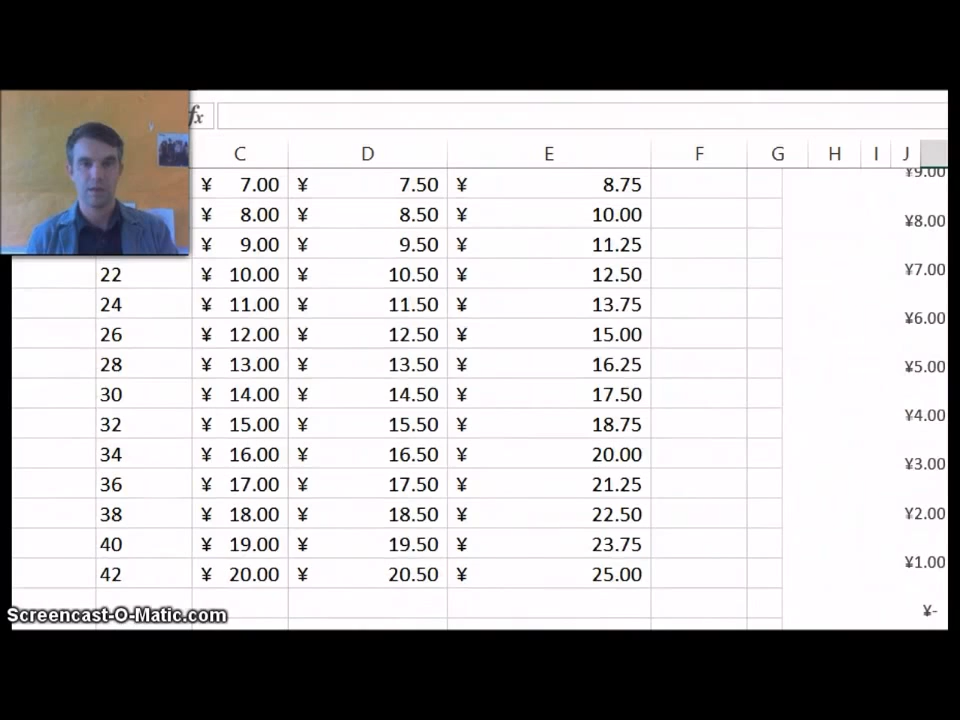 fx
C D E F G H I J
¥ 7.00 ¥ 7.50 ¥ 8.75 ¥9.00
¥ 8.00 ¥ 8.50 ¥ 10.00 ¥8.00
¥ 9.00 ¥ 9.50 ¥ 11.25
22 ¥ 10.00 ¥ 10.50 ¥ 12.50 ¥7.00
24 ¥ 11.00 ¥ 11.50 ¥ 13.75 ¥6.00
26 ¥ 12.00 ¥ 12.50 ¥ 15.00
28 ¥ 13.00 ¥ 13.50 ¥ 16.25 ¥5.00
30 ¥ 14.00 ¥ 14.50 ¥ 17.50
32 ¥ 15.00 ¥ 15.50 ¥ 18.75 ¥4.00
34 ¥ 16.00 ¥ 16.50 ¥ 20.00 ¥3.00
36 ¥ 17.00 ¥ 17.50 ¥ 21.25
38 ¥ 18.00 ¥ 18.50 ¥ 22.50 ¥2.00
40 ¥ 19.00 ¥ 19.50 ¥ 23.75 ¥1.00
42 ¥ 20.00 ¥ 20.50 ¥ 25.00
Screencast-O-Matic.com ¥-